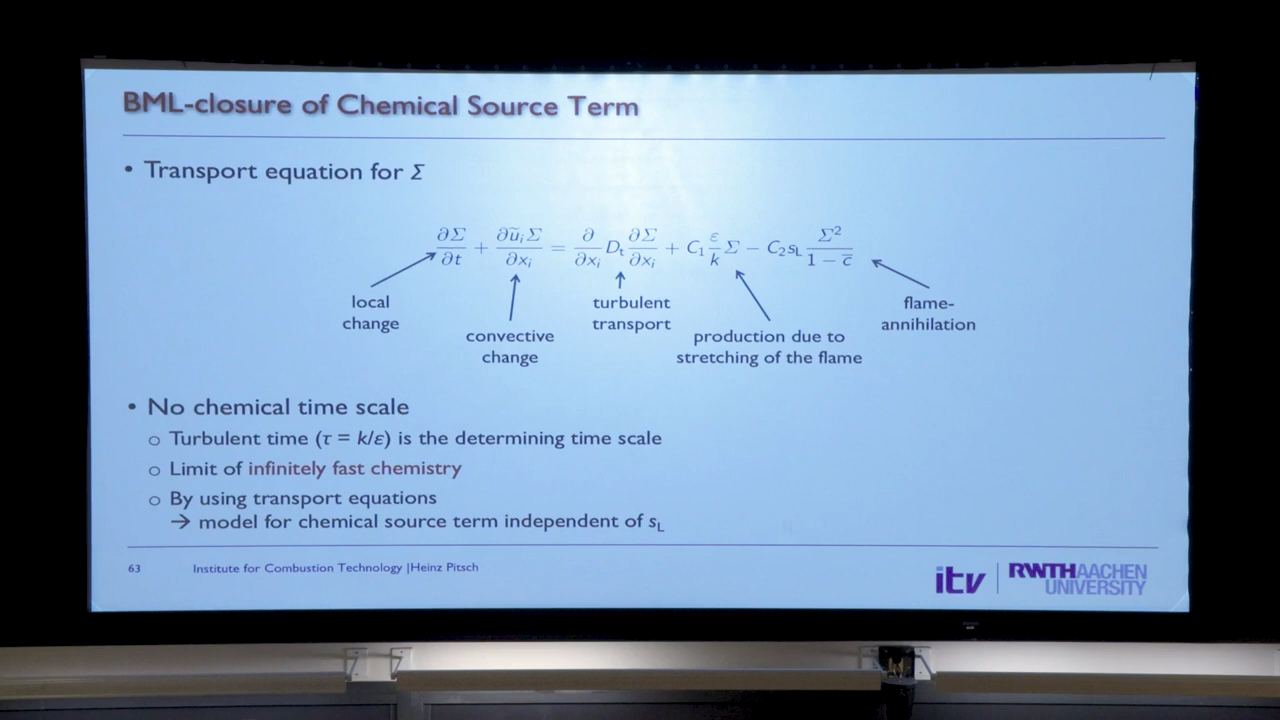 BML-closure of Chemical Source Term
• Transport equation for Σ
∂Σ/∂t + ∂ũᵢΣ/∂xᵢ = ∂/∂xᵢ Dₜ ∂Σ/∂xᵢ + C₁ ε/k Σ − C₂ s_L Σ²/(1 − c̅)
local
change
convective
change
turbulent
transport
production due to
stretching of the flame
flame-
annihilation
• No chemical time scale
o Turbulent time (τ = k/ε) is the determining time scale
o Limit of infinitely fast chemistry
o By using transport equations
→ model for chemical source term independent of s_L
63 Institute for Combustion Technology |Heinz Pitsch
itv | RWTHAACHEN
UNIVERSITY